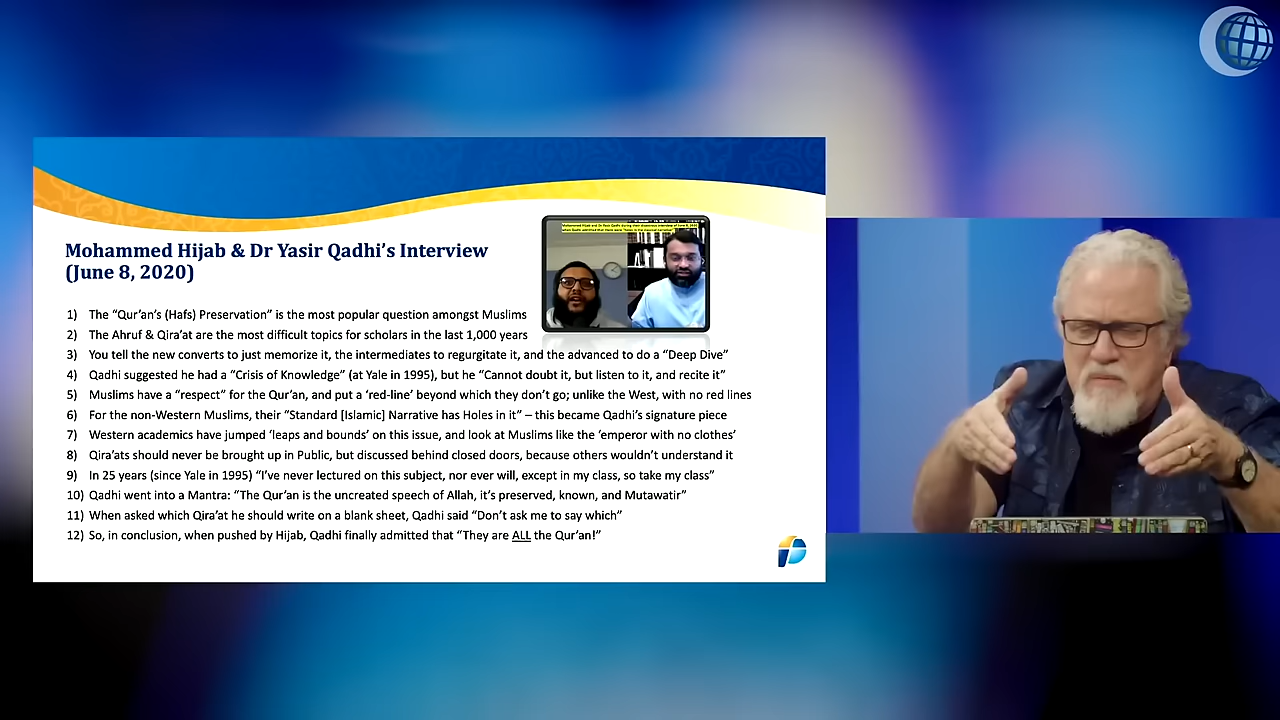 Mohammed Hijab & Dr Yasir Qadhi's Interview
(June 8, 2020)
1) The “Qur’an’s (Hafs) Preservation” is the most popular question amongst Muslims
2) The Ahruf & Qira’at are the most difficult topics for scholars in the last 1,000 years
3) You tell the new converts to just memorize it, the intermediates to regurgitate it, and the advanced to do a “Deep Dive”
4) Qadhi suggested he had a “Crisis of Knowledge” (at Yale in 1995), but he “Cannot doubt it, but listen to it, and recite it”
5) Muslims have a “respect” for the Qur’an, and put a ‘red-line’ beyond which they don’t go; unlike the West, with no red lines
6) For the non-Western Muslims, their “Standard [Islamic] Narrative has Holes in it” – this became Qadhi’s signature piece
7) Western academics have jumped ‘leaps and bounds’ on this issue, and look at Muslims like the ‘emperor with no clothes’
8) Qira’ats should never be brought up in Public, but discussed behind closed doors, because others wouldn’t understand it
9) In 25 years (since Yale in 1995) “I’ve never lectured on this subject, nor ever will, except in my class, so take my class”
10) Qadhi went into a Mantra: “The Qur’an is the uncreated speech of Allah, it’s preserved, known, and Mutawatir”
11) When asked which Qira’at he should write on a blank sheet, Qadhi said “Don’t ask me to say which”
12) So, in conclusion, when pushed by Hijab, Qadhi finally admitted that “They are ALL the Qur’an!”